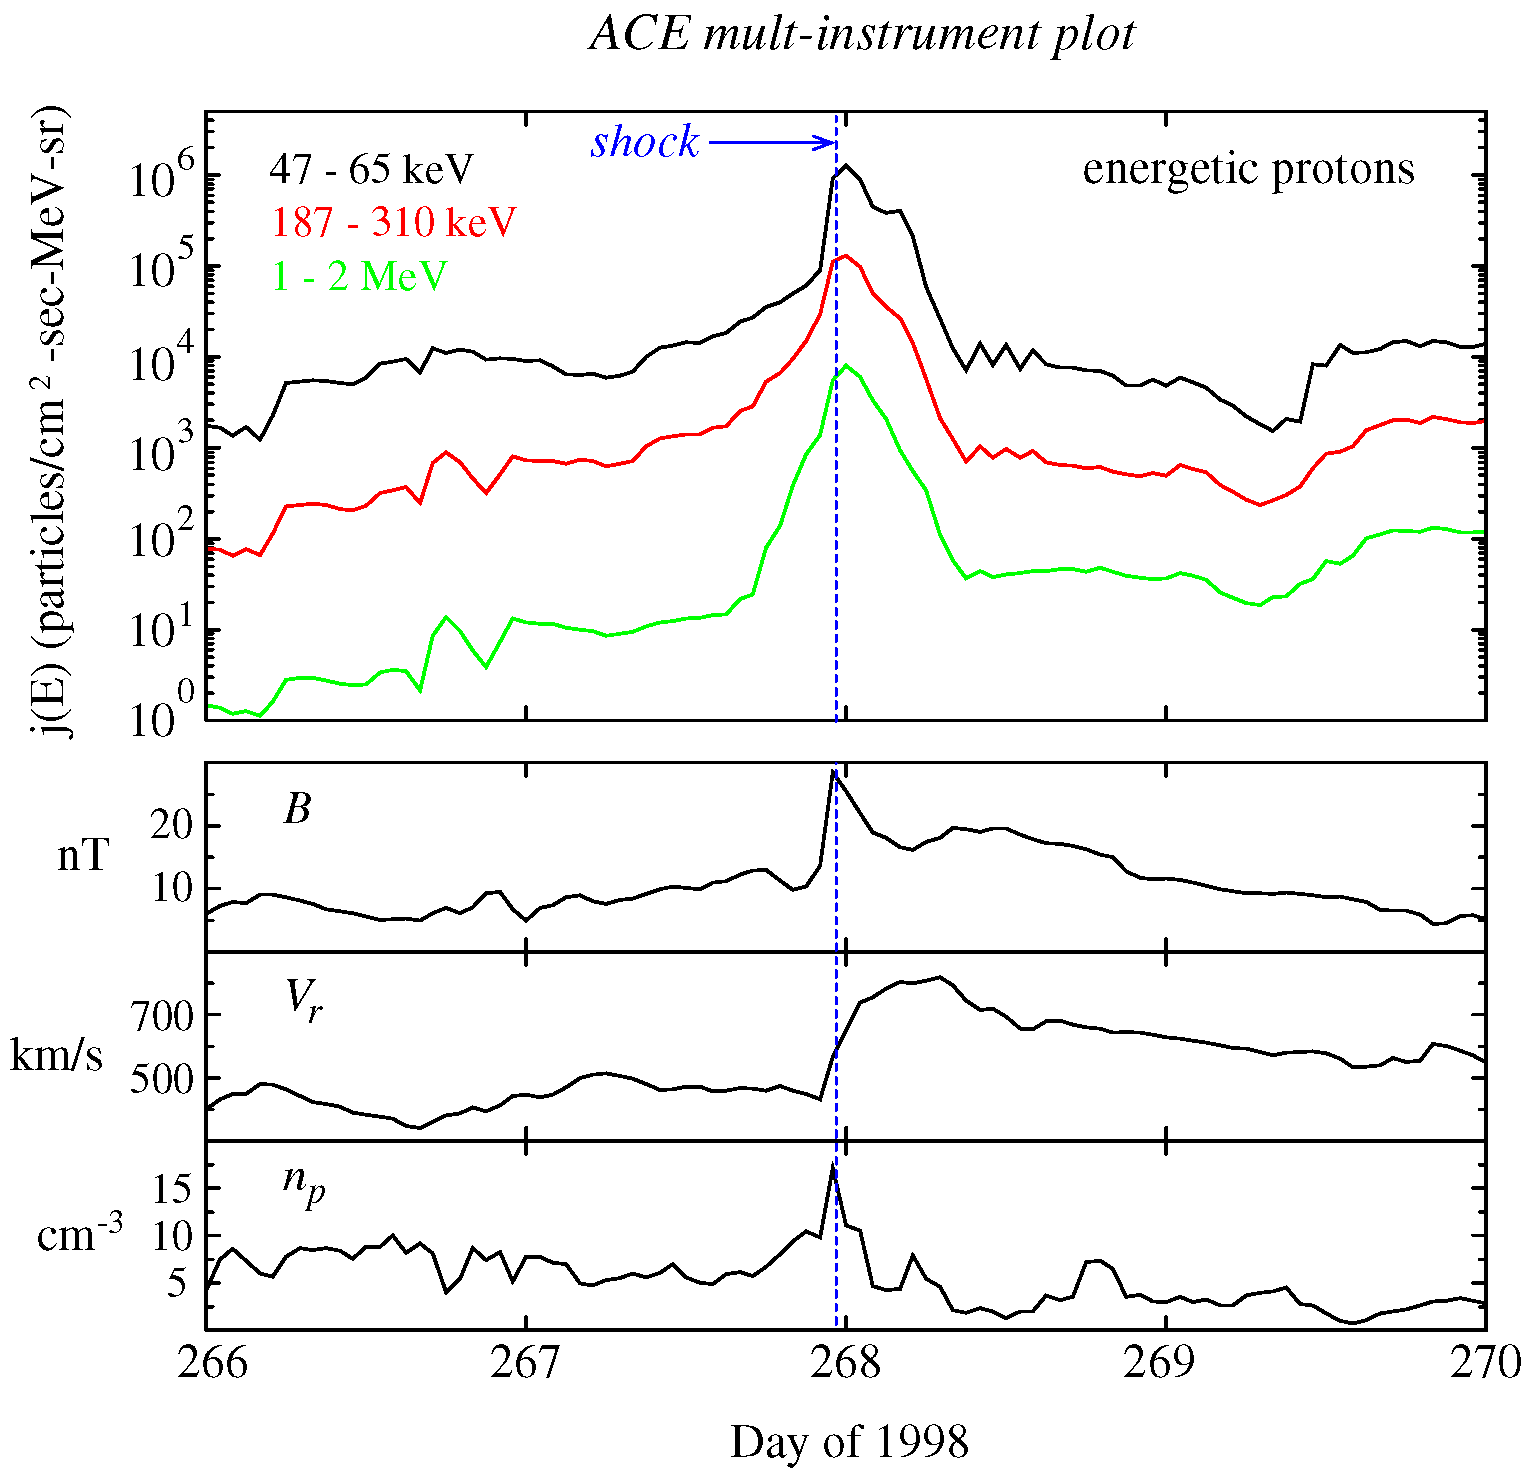 ACE mult-instrument plot
shock
energetic protons
47 - 65 keV
187 - 310 keV
1 - 2 MeV
j(E) (particles/cm²-sec-MeV-sr)
10⁶
10⁵
10⁴
10³
10²
10¹
10⁰
B
nT
20
10
Vᵣ
km/s
700
500
nₚ
cm⁻³
15
10
5
266 267 268 269 270
Day of 1998